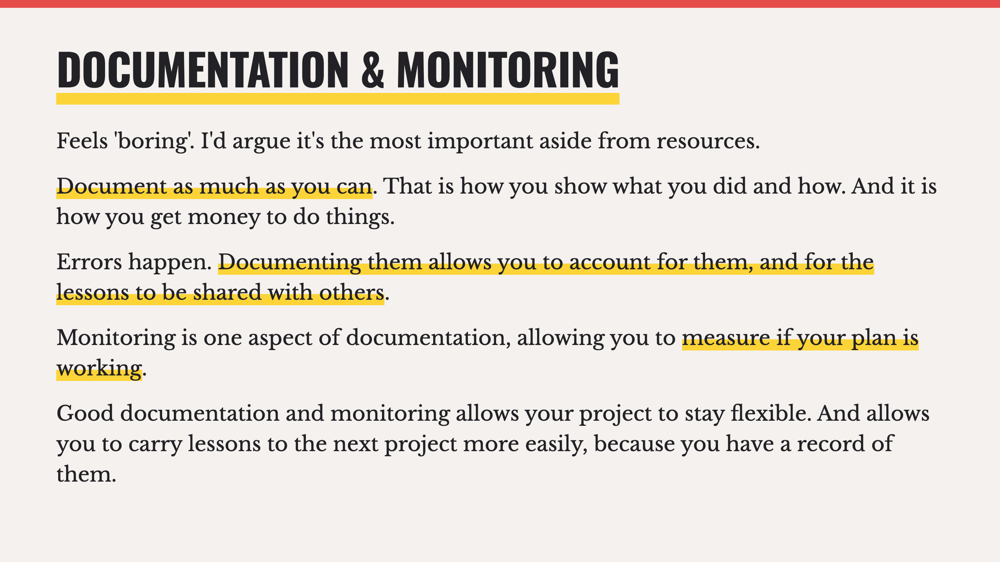 DOCUMENTATION & MONITORING
Feels 'boring'. I'd argue it's the most important aside from resources.
Document as much as you can. That is how you show what you did and how. And it is
how you get money to do things.
Errors happen. Documenting them allows you to account for them, and for the
lessons to be shared with others.
Monitoring is one aspect of documentation, allowing you to measure if your plan is
working.
Good documentation and monitoring allows your project to stay flexible. And allows
you to carry lessons to the next project more easily, because you have a record of
them.